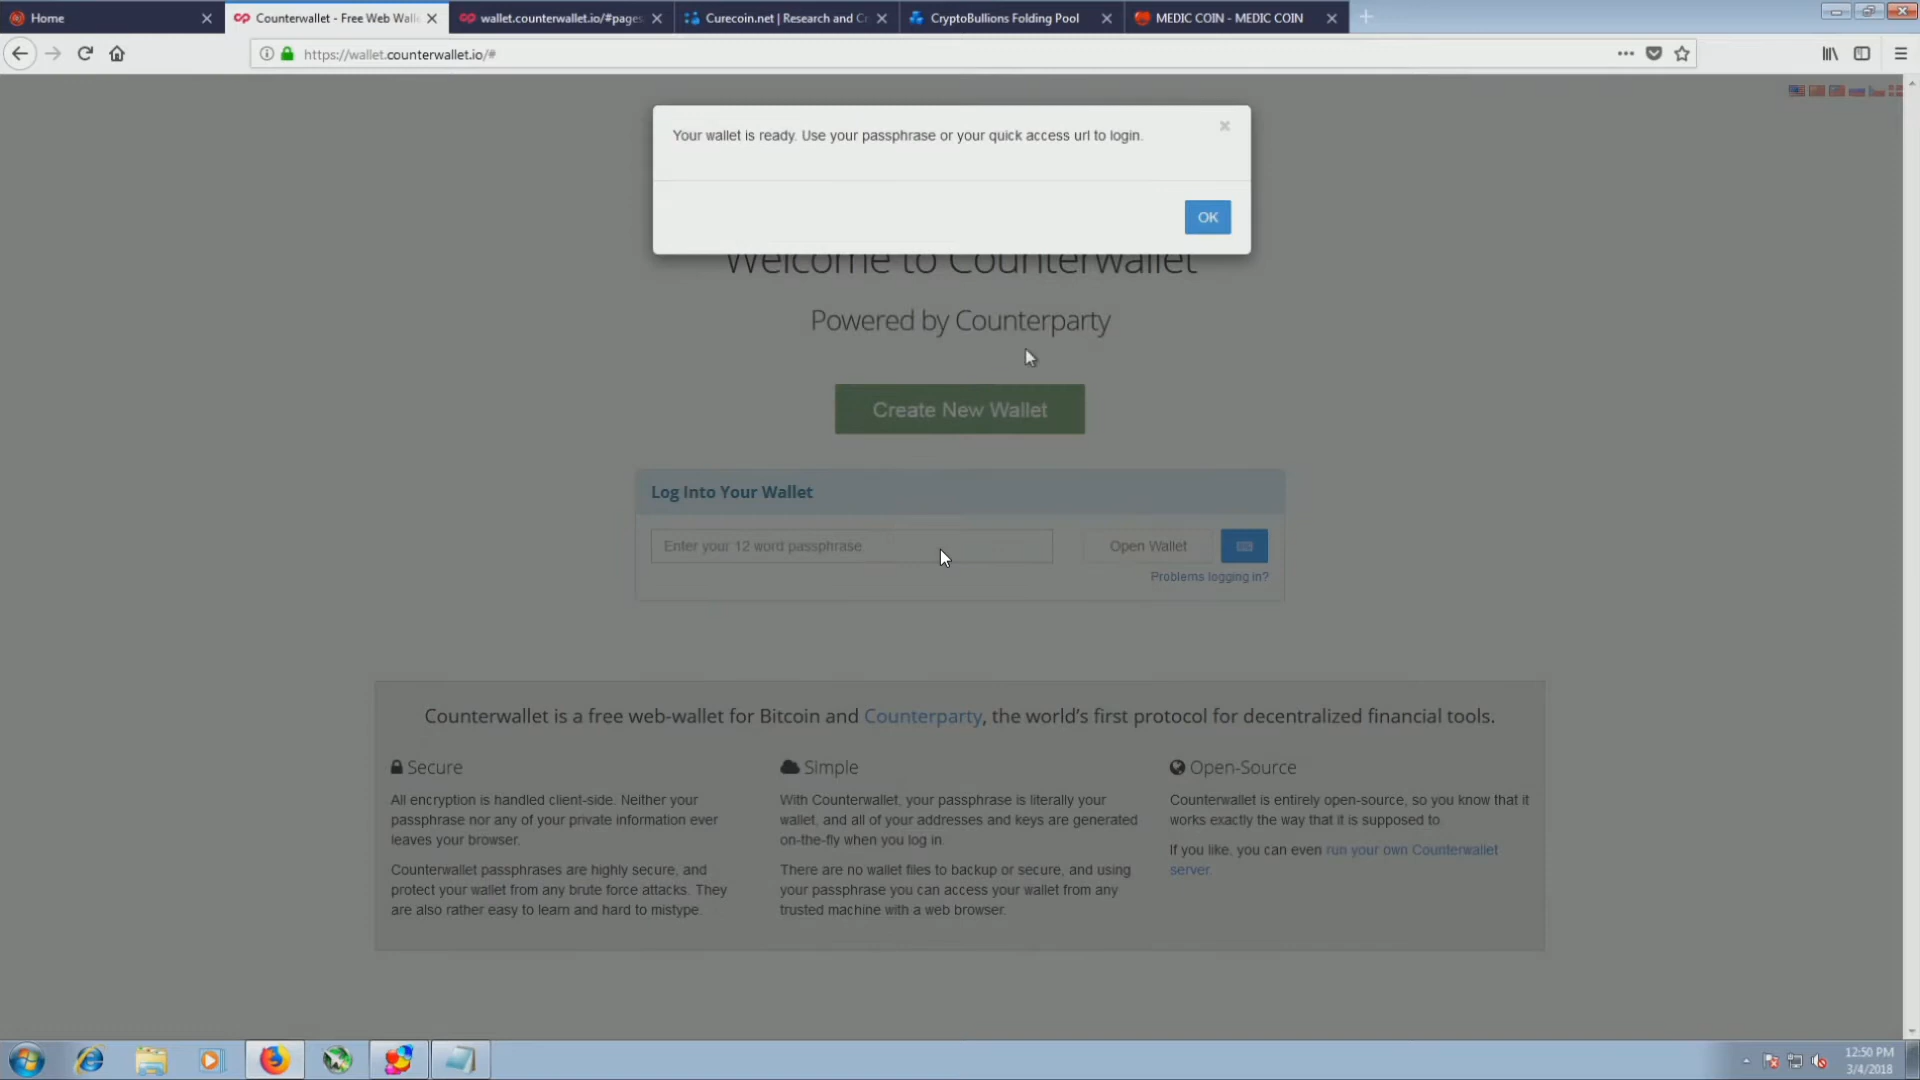 Home
Counterwallet - Free Web Wall
wallet.counterwallet.io/#pages
Curecoin.net | Research and Cr
CryptoBullions Folding Pool
MEDIC COIN - MEDIC COIN
https://wallet.counterwallet.io/#
Your wallet is ready. Use your passphrase or your quick access url to login.
OK
Welcome to Counterwallet
Powered by Counterparty
Create New Wallet
Log Into Your Wallet
Enter your 12 word passphrase
Open Wallet
Problems logging in?
Counterwallet is a free web-wallet for Bitcoin and Counterparty, the world's first protocol for decentralized financial tools.
Secure
All encryption is handled client-side. Neither your
passphrase nor any of your private information ever
leaves your browser.
Counterwallet passphrases are highly secure, and
protect your wallet from any brute force attacks. They
are also rather easy to learn and hard to mistype.
Simple
With Counterwallet, your passphrase is literally your
wallet, and all of your addresses and keys are generated
on-the-fly when you log in.
There are no wallet files to backup or secure, and using
your passphrase you can access your wallet from any
trusted machine with a web browser.
Open-Source
Counterwallet is entirely open-source, so you know that it
works exactly the way that it is supposed to.
If you like, you can even run your own Counterwallet
server.
12:50 PM
3/4/2018